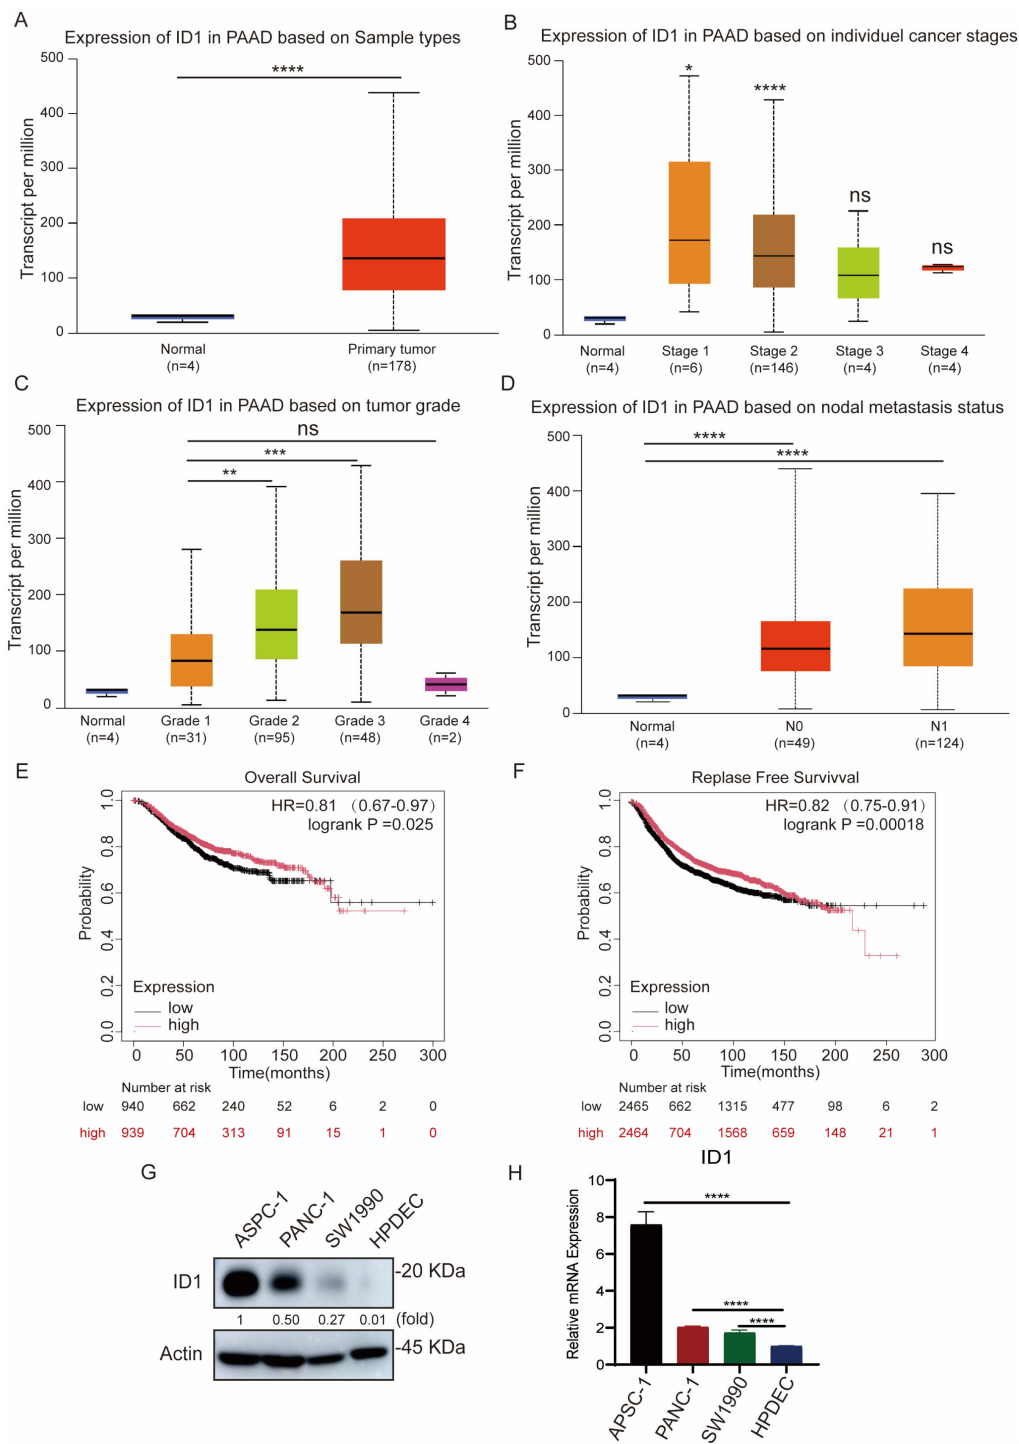 A
Expression of ID1 in PAAD based on Sample types
Transcript per million
500
400
300
200
100
0
****
Normal
(n=4)
Primary tumor
(n=178)
B
Expression of ID1 in PAAD based on individuel cancer stages
Transcript per million
500
400
300
200
100
0
*
****
ns
ns
Normal
(n=4)
Stage 1
(n=6)
Stage 2
(n=146)
Stage 3
(n=4)
Stage 4
(n=4)
C
Expression of ID1 in PAAD based on tumor grade
Transcript per million
500
400
300
200
100
0
ns
***
**
Normal
(n=4)
Grade 1
(n=31)
Grade 2
(n=95)
Grade 3
(n=48)
Grade 4
(n=2)
D
Expression of ID1 in PAAD based on nodal metastasis status
Transcript per million
500
400
300
200
100
0
****
****
Normal
(n=4)
N0
(n=49)
N1
(n=124)
E
Overall Survival
HR=0.81 (0.67-0.97)
logrank P =0.025
Probability
1.0
0.8
0.6
0.4
0.2
0.0
Expression
low
high
0 50 100 150 200 250 300
Time(months)
Number at risk
low 940 662 240 52 6 2 0
high 939 704 313 91 15 1 0
F
Replase Free Survivval
HR=0.82 (0.75-0.91)
logrank P =0.00018
Probability
1.0
0.8
0.6
0.4
0.2
0.0
Expression
low
high
0 50 100 150 200 250 300
Time(months)
Number at risk
low 2465 662 1315 477 98 6 2
high 2464 704 1568 659 148 21 1
G
ASPC-1 PANC-1 SW1990 HPDEC
ID1
-20 KDa
1 0.50 0.27 0.01 (fold)
Actin
-45 KDa
H
ID1
Relative mRNA Expression
10
8
6
4
2
0
****
****
****
APSC-1 PANC-1 SW1990 HPDEC